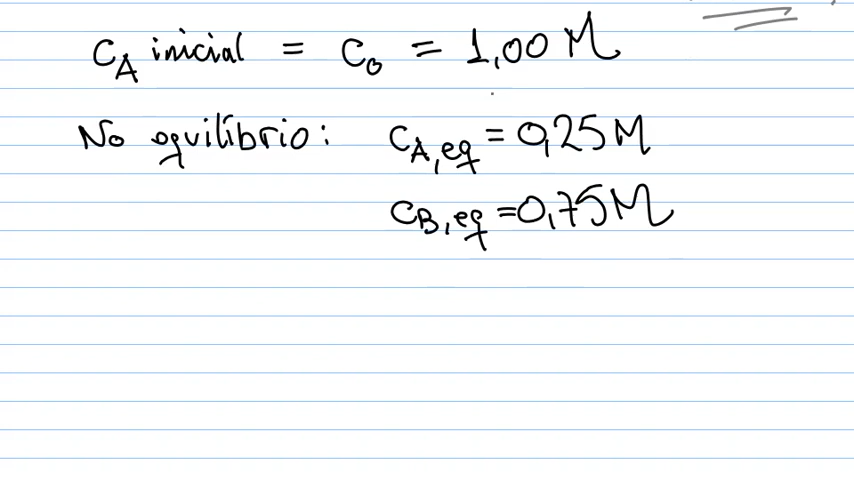 C_A inicial = C_0 = 1,00 M
No equilíbrio: C_A,eq = 0,25 M
C_B,eq = 0,75 M